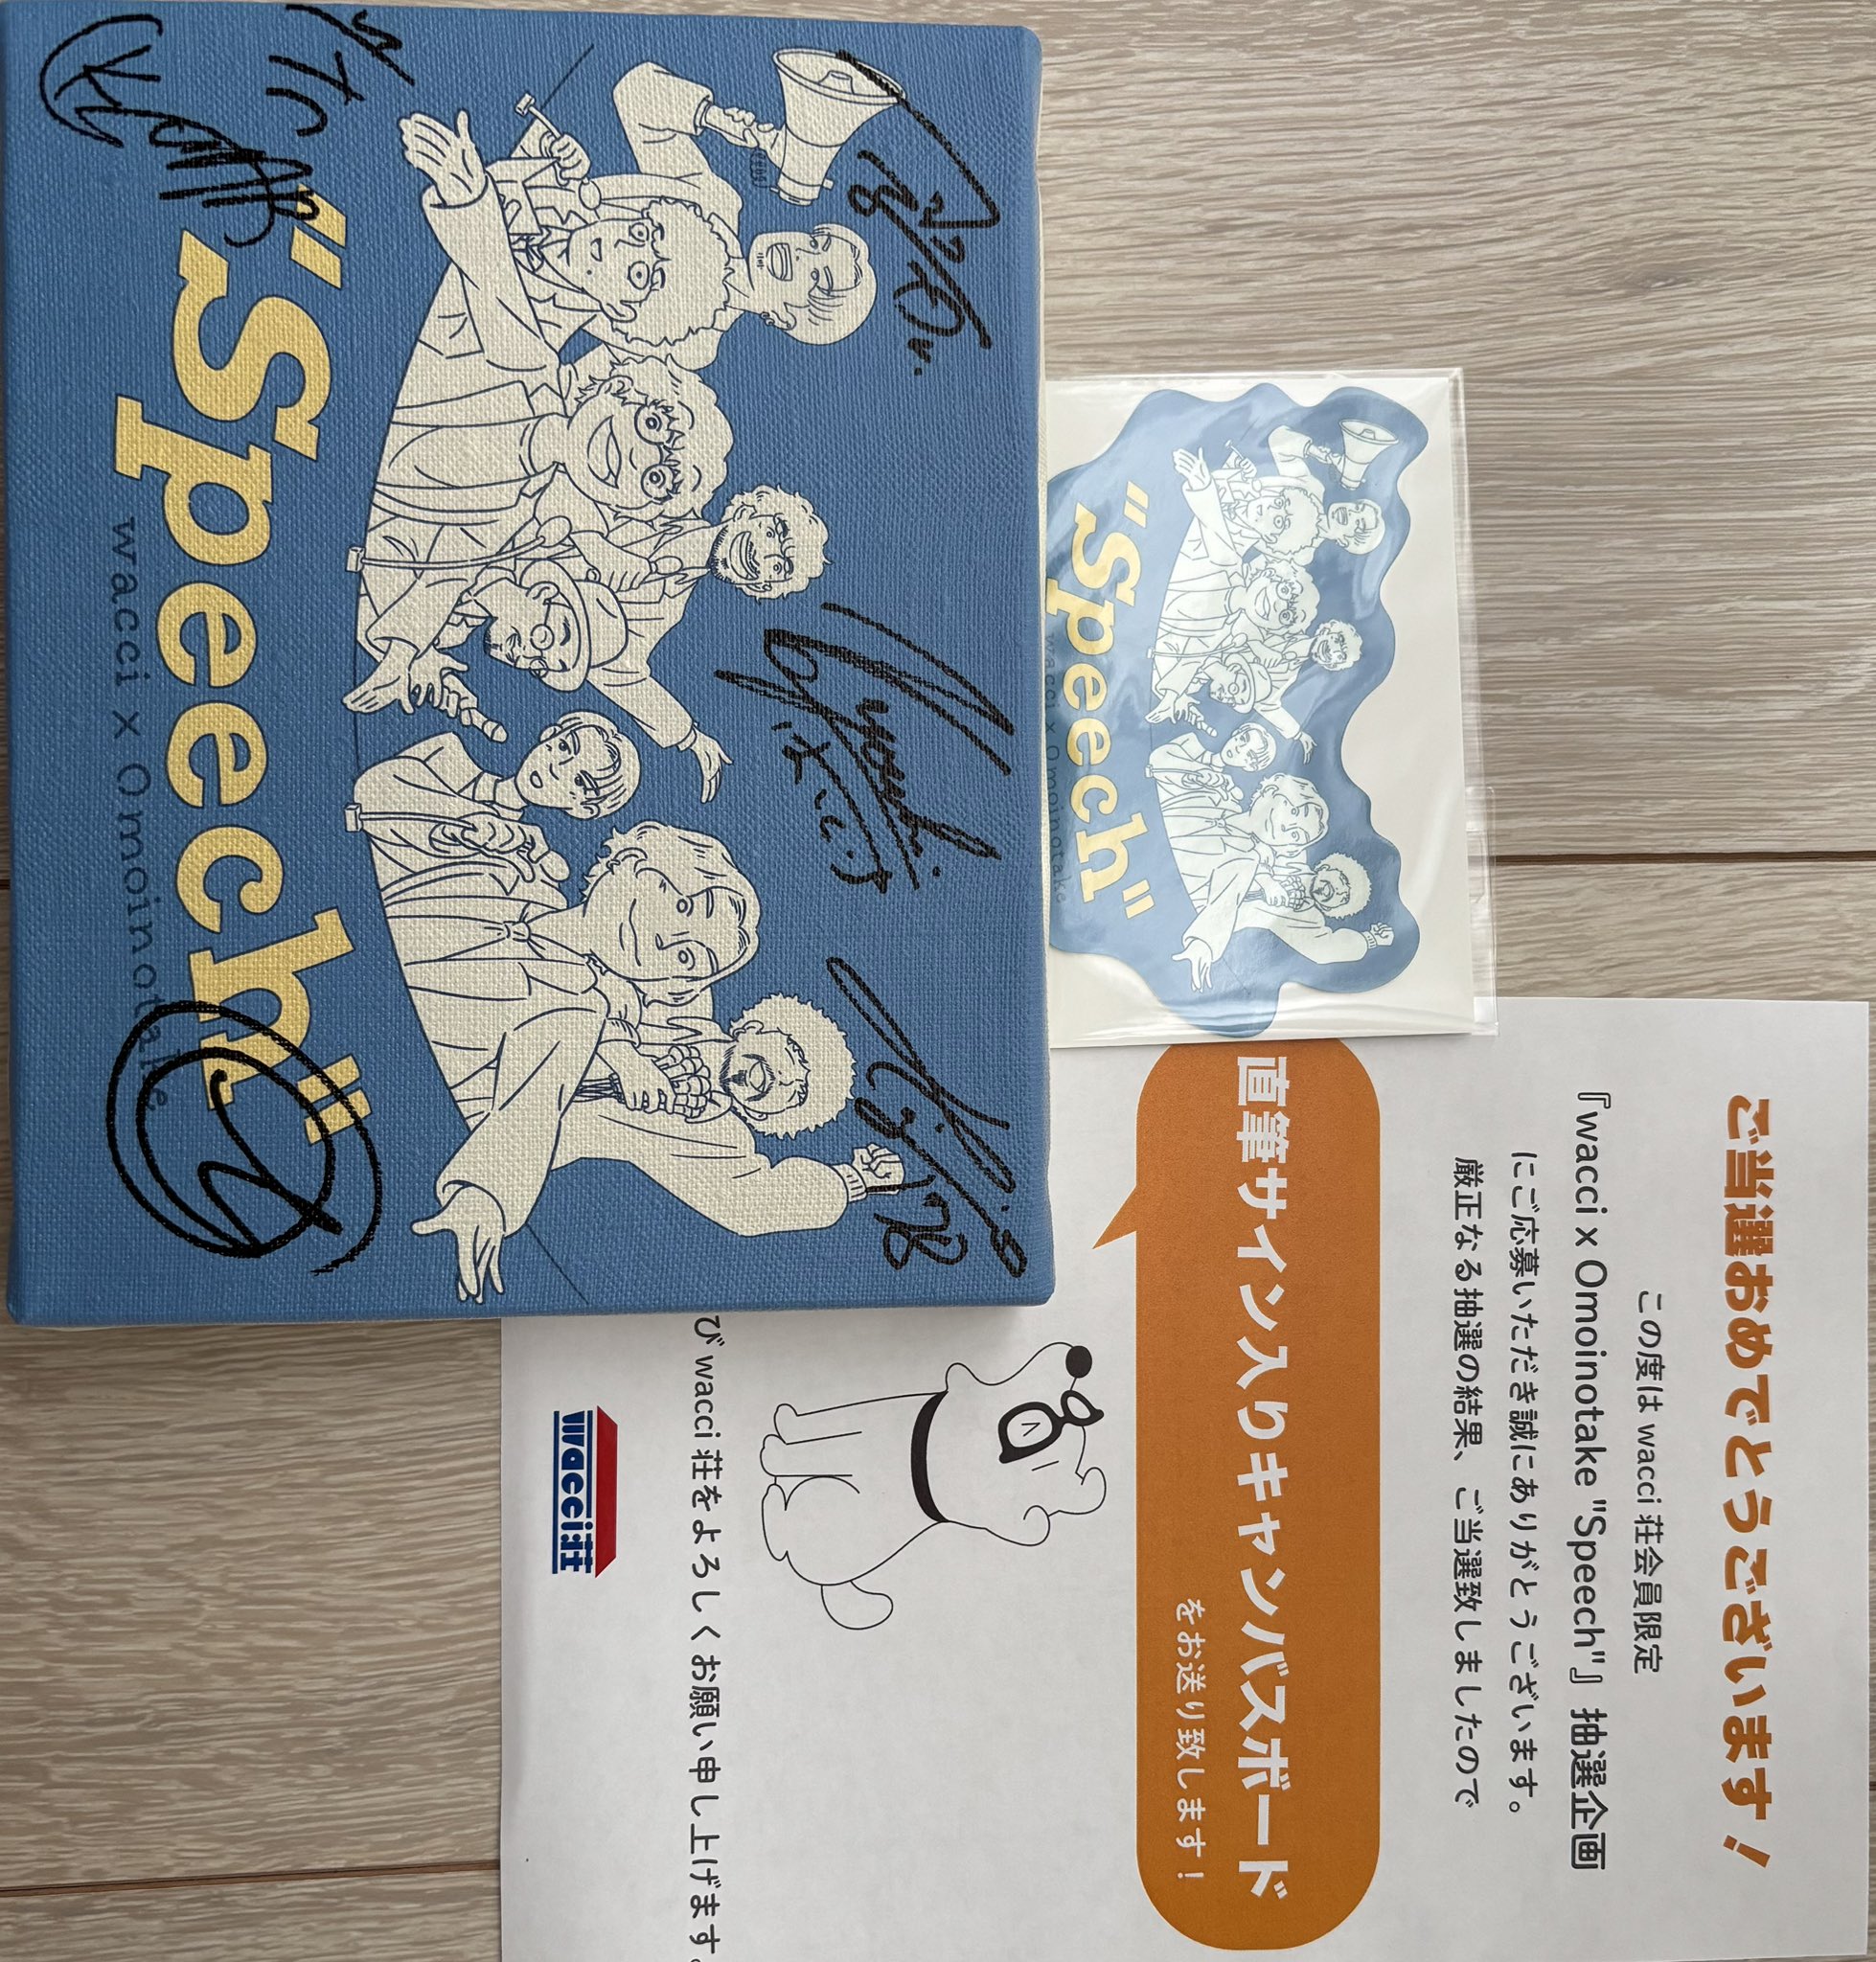 "Speech"
wacci x Omoinotake
"Speech"
wacci x Omoinotake
ご当選おめでとうございます！
この度は wacci 荘会員限定
『wacci x Omoinotake "Speech"』抽選企画
にご応募いただき誠にありがとうございます。
厳正なる抽選の結果、ご当選致しましたので
直筆サイン入りキャンバスボード
をお送り致します！
び wacci 荘をよろしくお願い申し上げます。
wacci荘